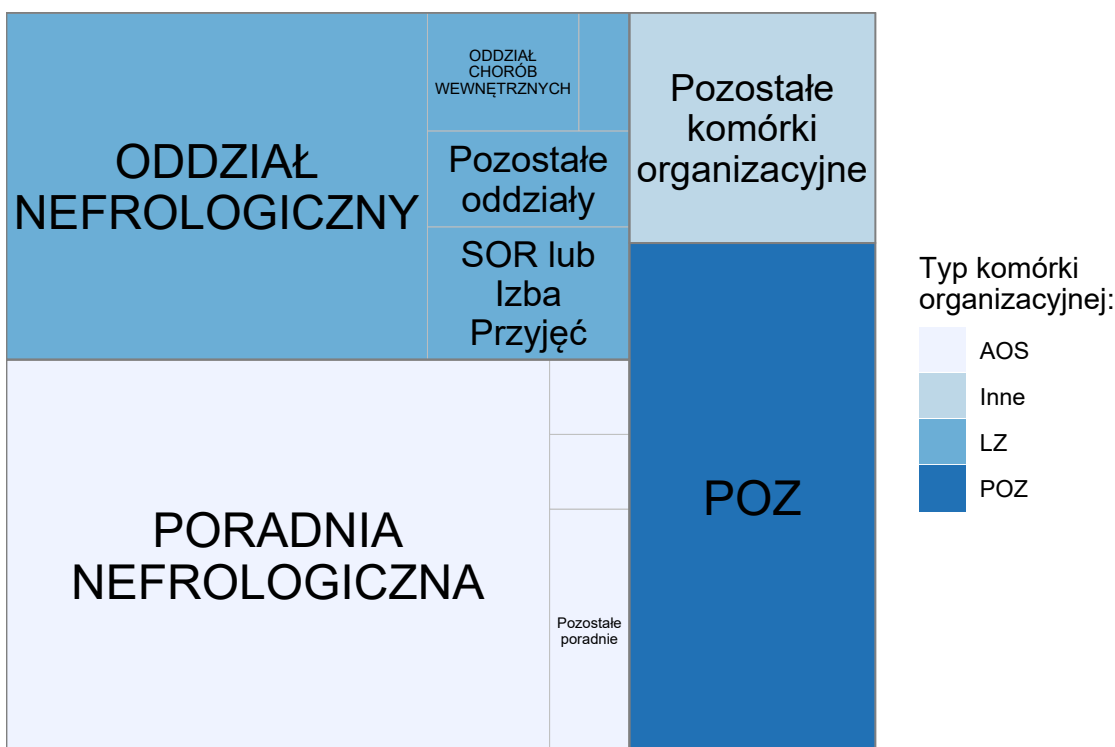 ODDZIAŁ
NEFROLOGICZNY
ODDZIAŁ
CHORÓB
WEWNĘTRZNYCH
Pozostałe
oddziały
SOR lub
Izba
Przyjęć
Pozostałe
komórki
organizacyjne
PORADNIA
NEFROLOGICZNA
Pozostałe
poradnie
POZ
Typ komórki
organizacyjnej:
AOS
Inne
LZ
POZ